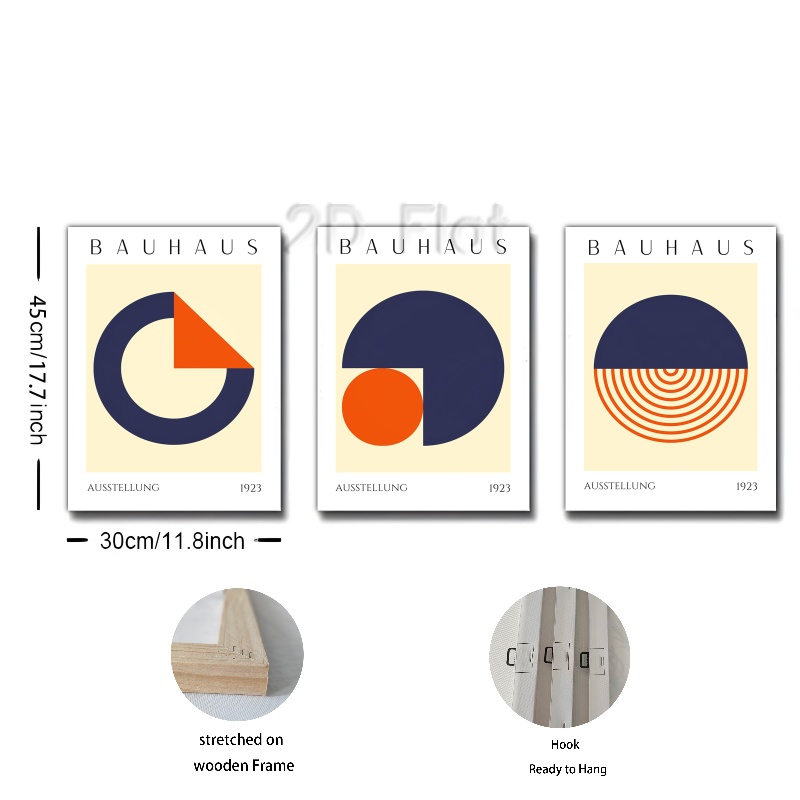 2D Flat
BAUHAUS
BAUHAUS
BAUHAUS
45cm/17.7inch
AUSSTELLUNG 1923
AUSSTELLUNG 1923
AUSSTELLUNG 1923
30cm/11.8inch
stretched on
wooden Frame
Hook
Ready to Hang